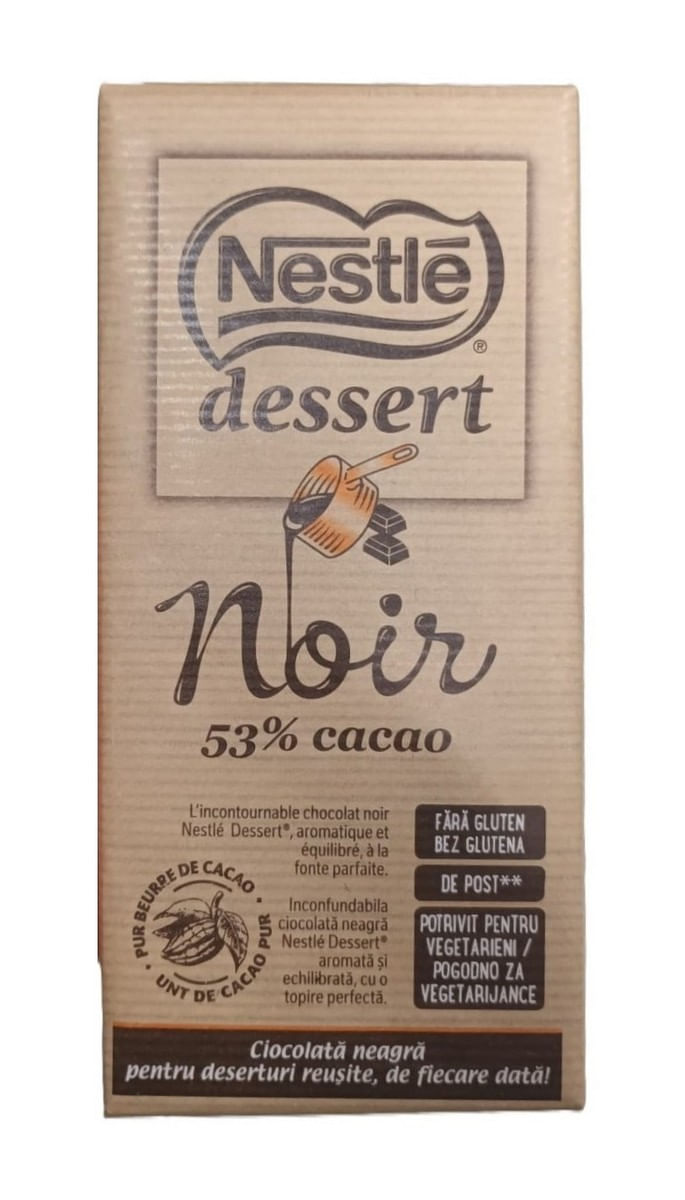 Nestlé
®
dessert
Noir
53% cacao
L'incontournable chocolat noir
Nestlé Dessert®, aromatique et
équilibré, à la
fonte parfaite.
Inconfundabila
ciocolată neagră
Nestlé Dessert®
aromată și
echilibrată, cu o
topire perfectă.
• PUR BEURRE DE CACAO •
UNT DE CACAO PUR
FĂRĂ GLUTEN
BEZ GLUTENA
DE POST**
POTRIVIT PENTRU
VEGETARIENI /
POGODNO ZA
VEGETARIJANCE
Ciocolată neagră
pentru deserturi reușite, de fiecare dată!